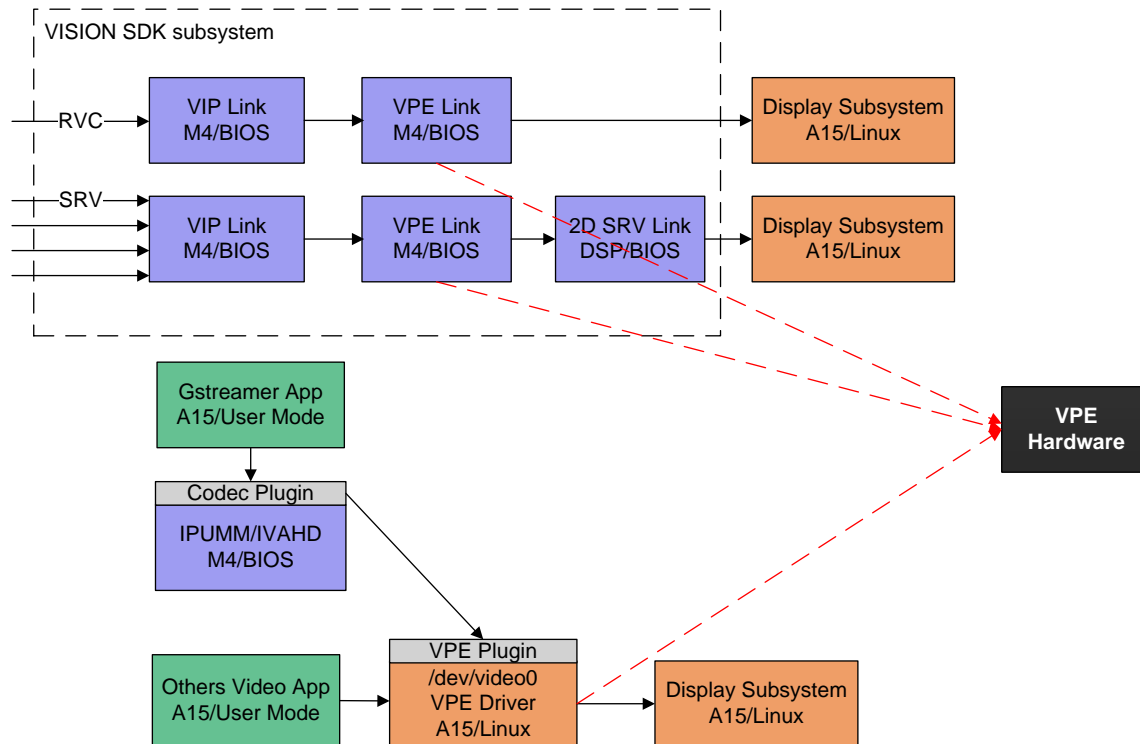 VISION SDK subsystem
RVC
VIP Link
M4/BIOS
VPE Link
M4/BIOS
Display Subsystem
A15/Linux
SRV
VIP Link
M4/BIOS
VPE Link
M4/BIOS
2D SRV Link
DSP/BIOS
Display Subsystem
A15/Linux
Gstreamer App
A15/User Mode
VPE
Hardware
Codec Plugin
IPUMM/IVAHD
M4/BIOS
Others Video App
A15/User Mode
VPE Plugin
/dev/video0
VPE Driver
A15/Linux
Display Subsystem
A15/Linux